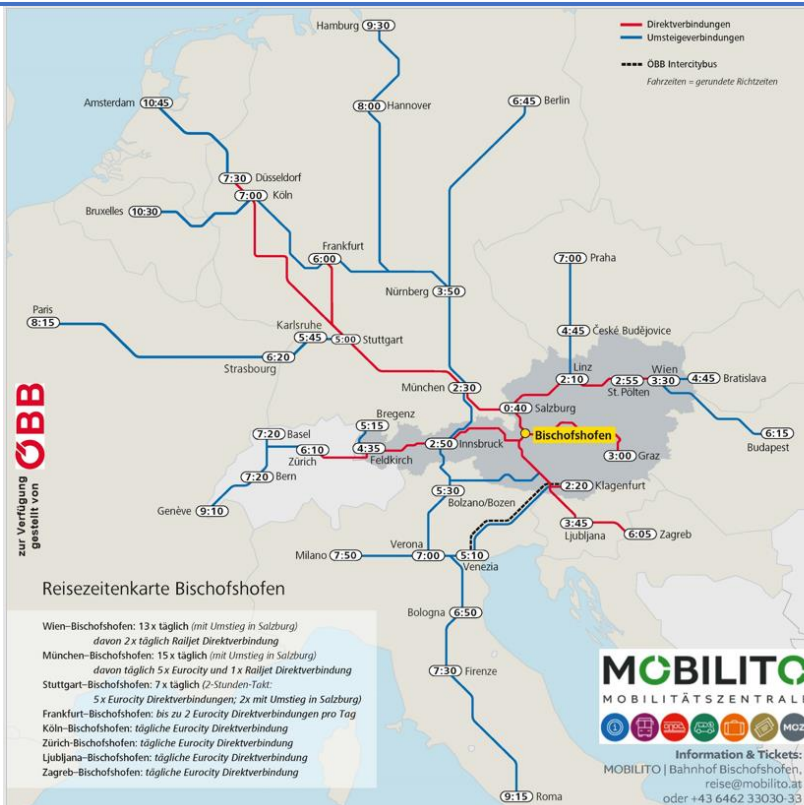 Hamburg 9:30
Direktverbindungen
Umsteigeverbindungen
ÖBB Intercitybus
Fahrzeiten = gerundete Richtzeiten
Amsterdam 10:45
8:00 Hannover
6:45 Berlin
7:30 Düsseldorf
7:00 Köln
Bruxelles 10:30
Frankfurt
6:00
7:00 Praha
Nürnberg 3:50
Paris
8:15
Karlsruhe
5:45 5:00 Stuttgart
4:45 České Budějovice
Strasbourg 6:20
Linz
2:10
2:55
St. Pölten
Wien
3:30
4:45 Bratislava
München 2:30
0:40 Salzburg
Bregenz
5:15
Bischofshofen
6:15
Budapest
7:20 Basel
6:10
Zürich
4:35
Feldkirch
2:50 Innsbruck
3:00 Graz
7:20
Bern
5:30
Bolzano/Bozen
2:20 Klagenfurt
Genève
9:10
3:45
Ljubljana
6:05 Zagreb
Milano 7:50
Verona
7:00
5:10
Venezia
Bologna
6:50
7:30 Firenze
9:15 Roma
zur Verfügung
gestellt von
ÖBB
Reisezeitenkarte Bischofshofen
Wien–Bischofshofen: 13 x täglich (mit Umstieg in Salzburg)
davon 2 x täglich Railjet Direktverbindung
München–Bischofshofen: 15 x täglich (mit Umstieg in Salzburg)
davon täglich 5 x Eurocity und 1 x Railjet Direktverbindung
Stuttgart–Bischofshofen: 7 x täglich (2-Stunden-Takt:
5 x Eurocity Direktverbindungen; 2x mit Umstieg in Salzburg)
Frankfurt–Bischofshofen: bis zu 2 Eurocity Direktverbindungen pro Tag
Köln–Bischofshofen: tägliche Eurocity Direktverbindung
Zürich-Bischofshofen: tägliche Eurocity Direktverbindung
Ljubljana–Bischofshofen: tägliche Eurocity Direktverbindung
Zagreb–Bischofshofen: tägliche Eurocity Direktverbindung
MOBILITO
MOBILITÄTSZENTRAL
MOZ
Information & Tickets:
MOBILITO | Bahnhof Bischofshofen,
reise@mobilito.at
oder +43 6462 33030-33